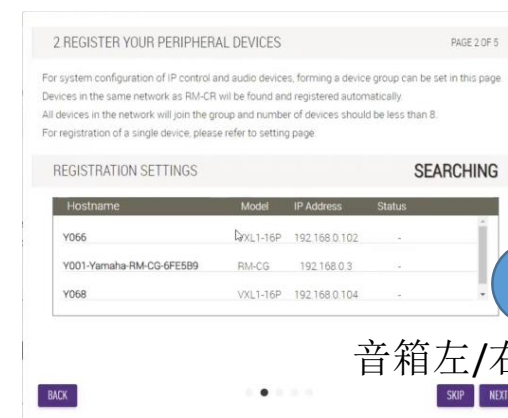 2.REGISTER YOUR PERIPHERAL DEVICES PAGE 2 OF 5
For system configuration of IP control and audio devices, forming a device group can be set in this page.
Devices in the same network as RM-CR wil be found and registered automatically.
All devices in the network will join the group and number of devices should be less than 8.
For registration of a single device, please refer to setting page.
REGISTRATION SETTINGS SEARCHING
Hostname Model IP Address Status
Y066 VXL1-16P 192.168.0.102 -
Y001-Yamaha-RM-CG-6FE5B9 RM-CG 192.168.0.3 -
Y068 VXL1-16P 192.168.0.104 -
音箱左/右
BACK SKIP NEXT